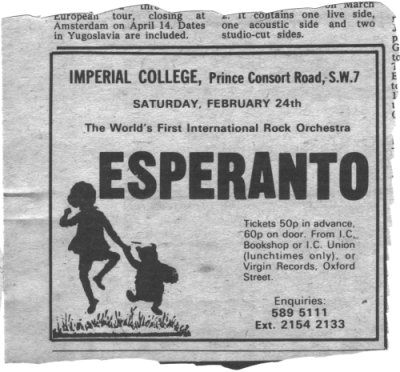 European tour, closing at
Amsterdam on April 14. Dates
in Yugoslavia are included.
on March
It contains one live side,
one acoustic side and two
studio-cut sides.
IMPERIAL COLLEGE, Prince Consort Road, S.W.7
SATURDAY, FEBRUARY 24th
The World's First International Rock Orchestra
ESPERANTO
Tickets 50p in advance,
60p on door. From I.C.
Bookshop or I.C. Union
(lunchtimes only), or
Virgin Records, Oxford
Street.
Enquiries:
589 5111
Ext. 2154 2133